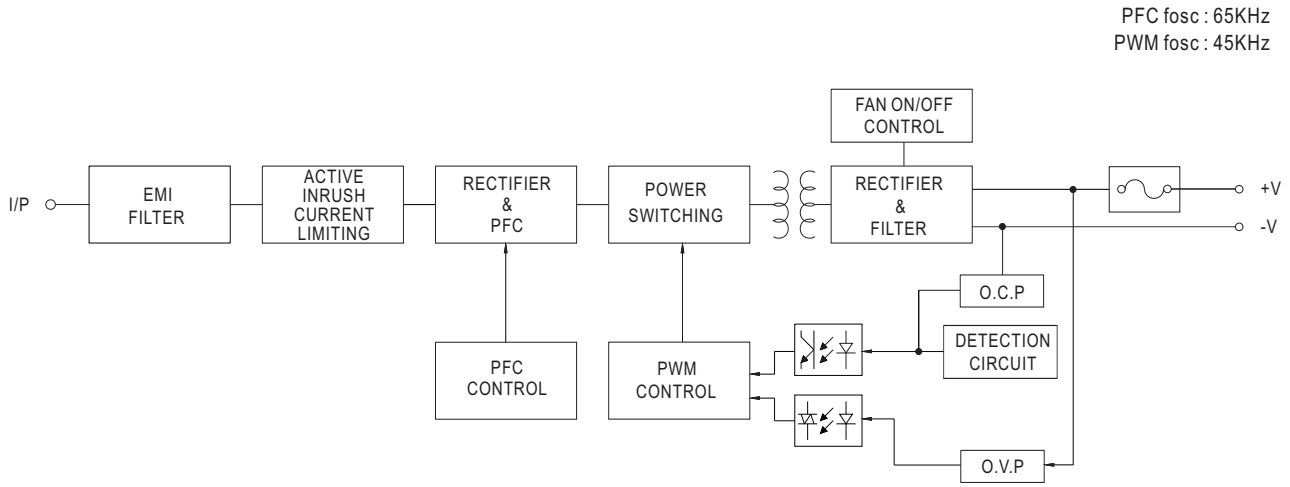 PFC fosc : 65KHz
PWM fosc : 45KHz
FAN ON/OFF
CONTROL
I/P
EMI
FILTER
ACTIVE
INRUSH
CURRENT
LIMITING
RECTIFIER
&
PFC
POWER
SWITCHING
RECTIFIER
&
FILTER
+V
-V
O.C.P
PFC
CONTROL
PWM
CONTROL
DETECTION
CIRCUIT
O.V.P